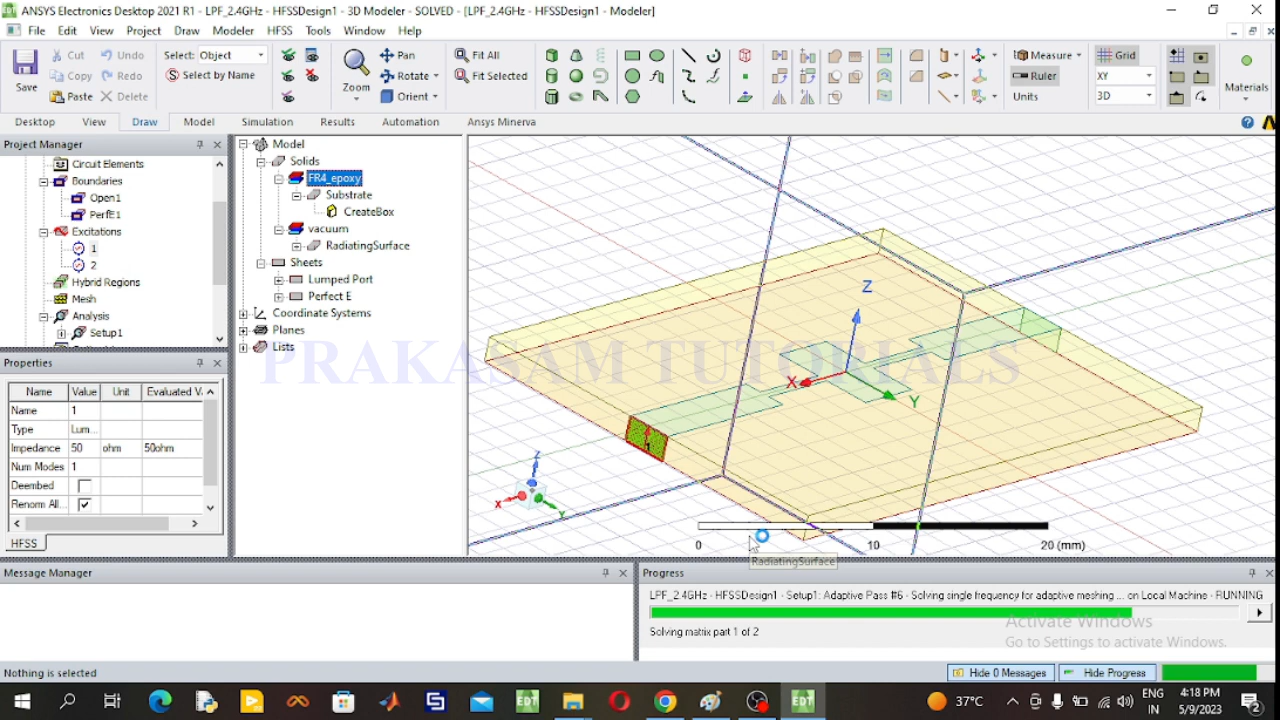 ANSYS Electronics Desktop 2021 R1 - LPF_2.4GHz - HFSSDesign1 - 3D Modeler - SOLVED - [LPF_2.4GHz - HFSSDesign1 - Modeler]
File Edit View Project Draw Modeler HFSS Tools Window Help
Save
Cut Undo
Copy Redo
Paste Delete
Select: Object
Select by Name
Zoom
Pan
Rotate
Orient
Fit All
Fit Selected
Measure
Ruler
Units
Grid
XY
3D
Materials
Desktop View Draw Model Simulation Results Automation Ansys Minerva
Project Manager
Circuit Elements
Boundaries
Open1
PerfE1
Excitations
1
2
Hybrid Regions
Mesh
Analysis
Setup1
Properties
Name Value Unit Evaluated V
Name 1
Type Lum...
Impedance 50 ohm 50ohm
Num Modes 1
Deembed
Renorm All...
HFSS
Model
Solids
FR4_epoxy
Substrate
CreateBox
vacuum
RadiatingSurface
Sheets
Lumped Port
Perfect E
Coordinate Systems
Planes
Lists
PRAKASAM TUTORIALS
Z
X
Y
1
Z
X
Y
0 10 20 (mm)
RadiatingSurface
Message Manager
Progress
LPF_2.4GHz - HFSSDesign1 - Setup1: Adaptive Pass #6 - Solving single frequency for adaptive meshing ... on Local Machine - RUNNING
Solving matrix part 1 of 2
Activate Windows
Go to Settings to activate Windows.
Nothing is selected
Hide 0 Messages
Hide Progress
37°C
ENG
IN
4:18 PM
5/9/2023
2